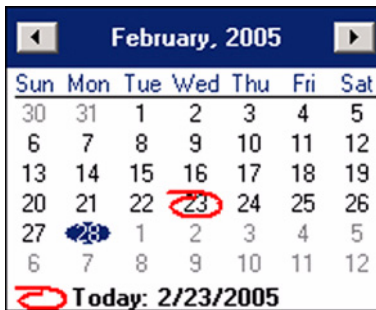 February, 2005
Sun Mon Tue Wed Thu Fri Sat
30 31 1 2 3 4 5
6 7 8 9 10 11 12
13 14 15 16 17 18 19
20 21 22 23 24 25 26
27 28 1 2 3 4 5
6 7 8 9 10 11 12
Today: 2/23/2005